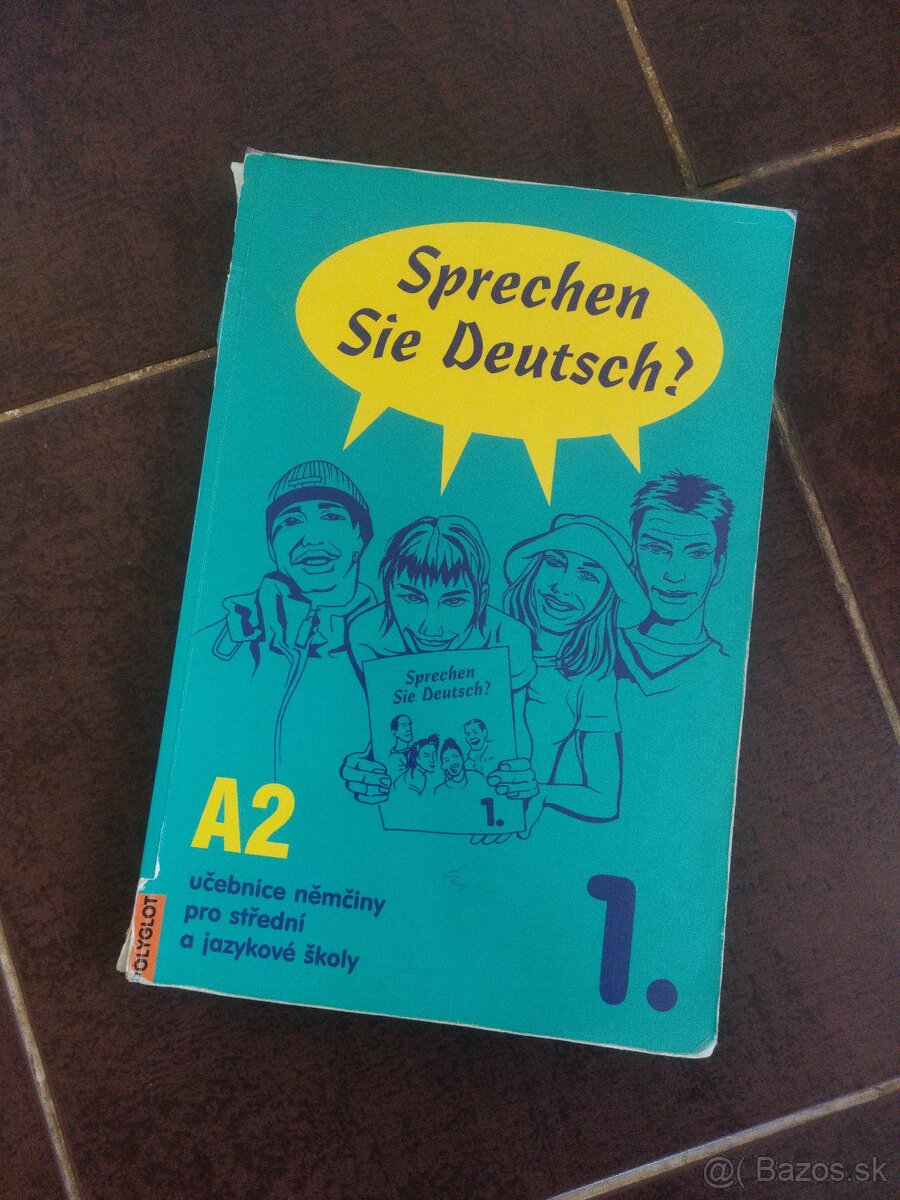 Sprechen
Sie Deutsch?
Sprechen
Sie Deutsch?
1.
A2
učebnice němčiny
pro střední
a jazykové školy
OLYGLOT
1.
@( Bazos.sk